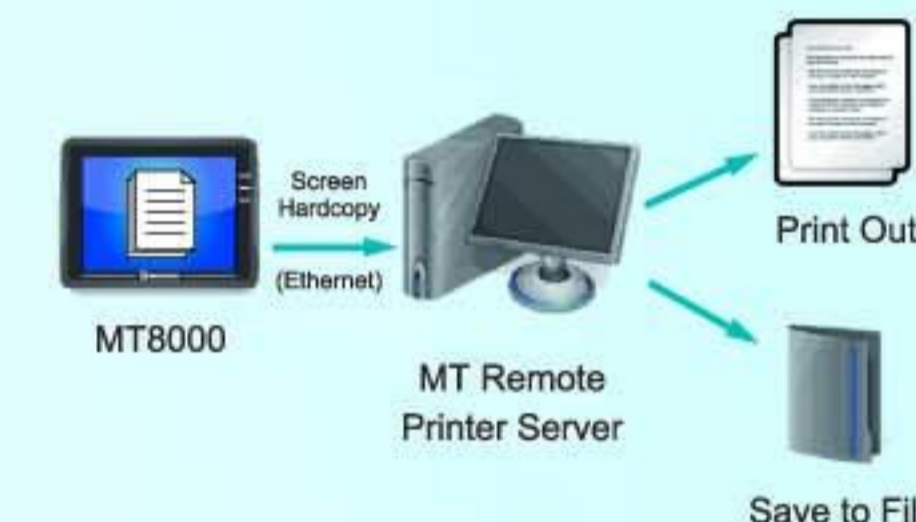 Screen
Hardcopy
(Ethernet)
MT8000
MT Remote
Printer Server
Print Out
Save to Fil